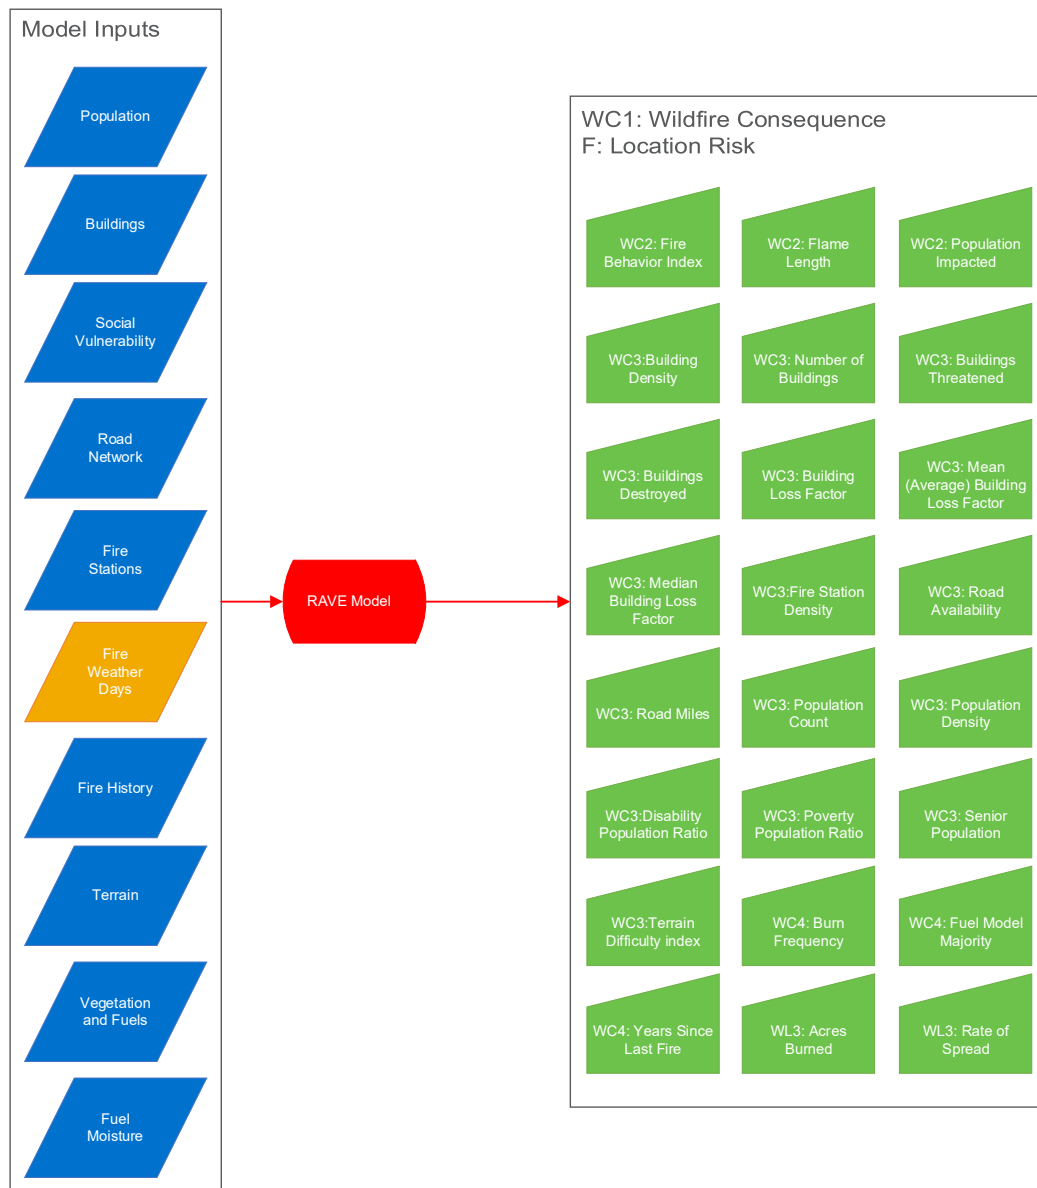 Model Inputs
Population
Buildings
Social
Vulnerability
Road
Network
Fire
Stations
Fire
Weather
Days
Fire History
Terrain
Vegetation
and Fuels
Fuel
Moisture
RAVE Model
WC1: Wildfire Consequence
F: Location Risk
WC2: Fire
Behavior Index
WC2: Flame
Length
WC2: Population
Impacted
WC3:Building
Density
WC3: Number of
Buildings
WC3: Buildings
Threatened
WC3: Buildings
Destroyed
WC3: Building
Loss Factor
WC3: Mean
(Average) Building
Loss Factor
WC3: Median
Building Loss
Factor
WC3:Fire Station
Density
WC3: Road
Availability
WC3: Road Miles
WC3: Population
Count
WC3: Population
Density
WC3:Disability
Population Ratio
WC3: Poverty
Population Ratio
WC3: Senior
Population
WC3:Terrain
Difficulty index
WC4: Burn
Frequency
WC4: Fuel Model
Majority
WC4: Years Since
Last Fire
WL3: Acres
Burned
WL3: Rate of
Spread